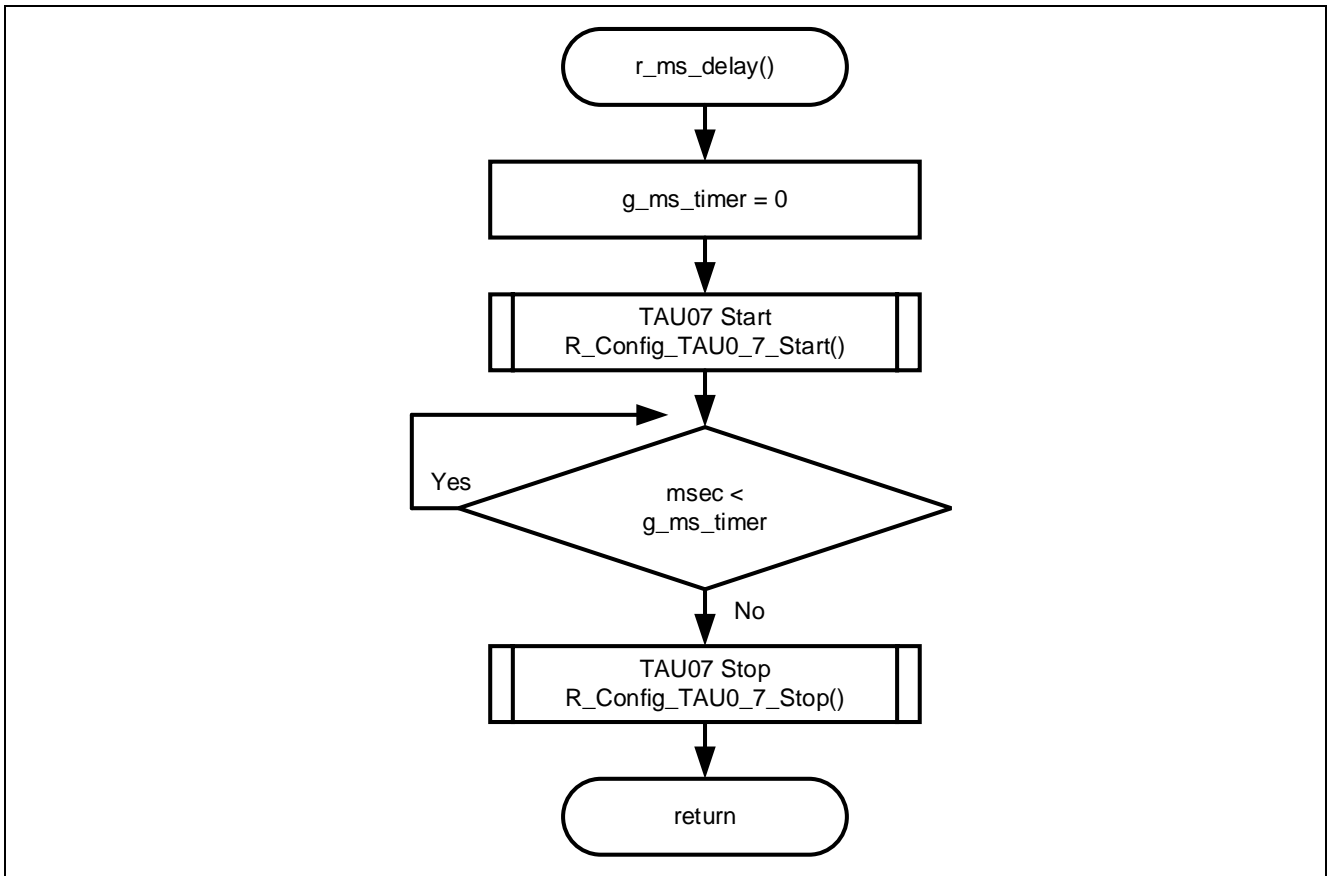 r_ms_delay()
g_ms_timer = 0
TAU07 Start
R_Config_TAU0_7_Start()
Yes
msec <
g_ms_timer
No
TAU07 Stop
R_Config_TAU0_7_Stop()
return